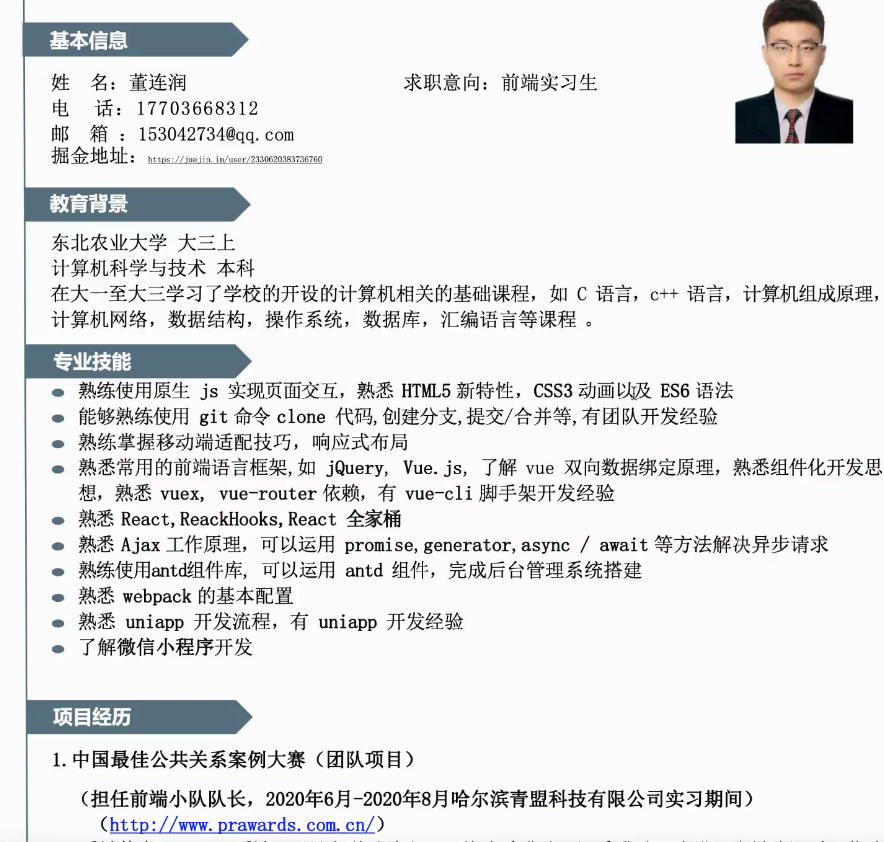 基本信息
姓 名：董连润 求职意向：前端实习生
电 话：17703668312
邮 箱 ：153042734@qq.com
掘金地址：https://juejin.im/user/2330620383736760
教育背景
东北农业大学 大三上
计算机科学与技术 本科
在大一至大三学习了学校的开设的计算机相关的基础课程，如 C 语言，c++ 语言，计算机组成原理，
计算机网络，数据结构，操作系统，数据库，汇编语言等课程 。
专业技能
熟练使用原生 js 实现页面交互，熟悉 HTML5 新特性，CSS3 动画以及 ES6 语法
能够熟练使用 git 命令 clone 代码,创建分支,提交/合并等,有团队开发经验
熟练掌握移动端适配技巧，响应式布局
熟悉常用的前端语言框架,如 jQuery, Vue.js, 了解 vue 双向数据绑定原理，熟悉组件化开发思
想，熟悉 vuex, vue-router 依赖，有 vue-cli 脚手架开发经验
熟悉 React,ReackHooks,React 全家桶
熟悉 Ajax 工作原理，可以运用 promise,generator,async / await 等方法解决异步请求
熟练使用antd组件库, 可以运用 antd 组件，完成后台管理系统搭建
熟悉 webpack 的基本配置
熟悉 uniapp 开发流程，有 uniapp 开发经验
了解微信小程序开发
项目经历
1.中国最佳公共关系案例大赛（团队项目）
（担任前端小队队长，2020年6月-2020年8月哈尔滨青盟科技有限公司实习期间）
（http://www.prawards.com.cn/）